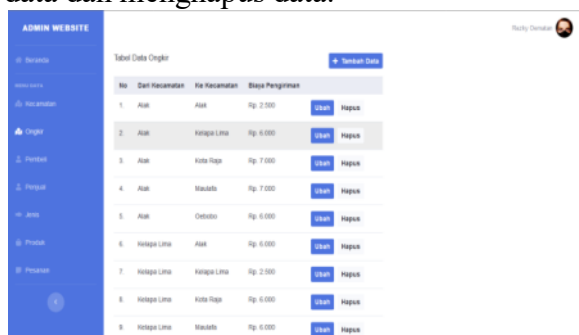 data dan menghapus data.
ADMIN WEBSITE
Beranda
Kecamatan
Ongkir
Pembeli
Penjual
Jenis
Produk
Pesanan
Rezky Demetan
Tabel Data Ongkir
+ Tambah Data
No Dari Kecamatan Ke Kecamatan Biaya Pengiriman
1. Alak Alak Rp. 2.500 Ubah Hapus
2. Alak Kelapa Lima Rp. 6.000 Ubah Hapus
3. Alak Kota Raja Rp. 7.000 Ubah Hapus
4. Alak Maulafa Rp. 7.000 Ubah Hapus
5. Alak Oebobo Rp. 6.000 Ubah Hapus
6. Kelapa Lima Alak Rp. 6.000 Ubah Hapus
7. Kelapa Lima Kelapa Lima Rp. 2.500 Ubah Hapus
8. Kelapa Lima Kota Raja Rp. 6.000 Ubah Hapus
9. Kelapa Lima Maulafa Rp. 6.000 Ubah Hapus